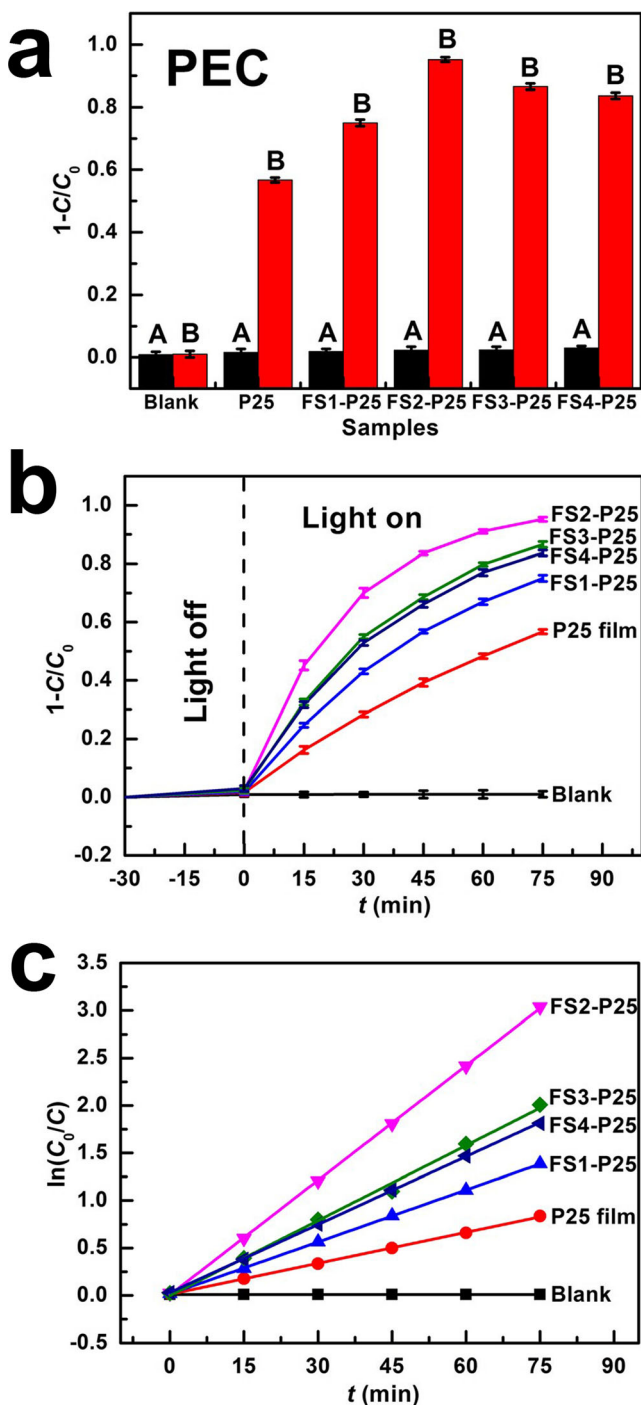 a
PEC
1.0
0.8
0.6
0.4
0.2
0.0
1-C/C0
A B A B A B A B A B A B
Blank P25 FS1-P25 FS2-P25 FS3-P25 FS4-P25
Samples
b
Light off
Light on
1.0
0.8
0.6
0.4
0.2
0.0
-0.2
1-C/C0
FS2-P25
FS3-P25
FS4-P25
FS1-P25
P25 film
Blank
-30 -15 0 15 30 45 60 75 90
t (min)
c
3.5
3.0
2.5
2.0
1.5
1.0
0.5
0.0
-0.5
ln(C0/C)
FS2-P25
FS3-P25
FS4-P25
FS1-P25
P25 film
Blank
0 15 30 45 60 75 90
t (min)